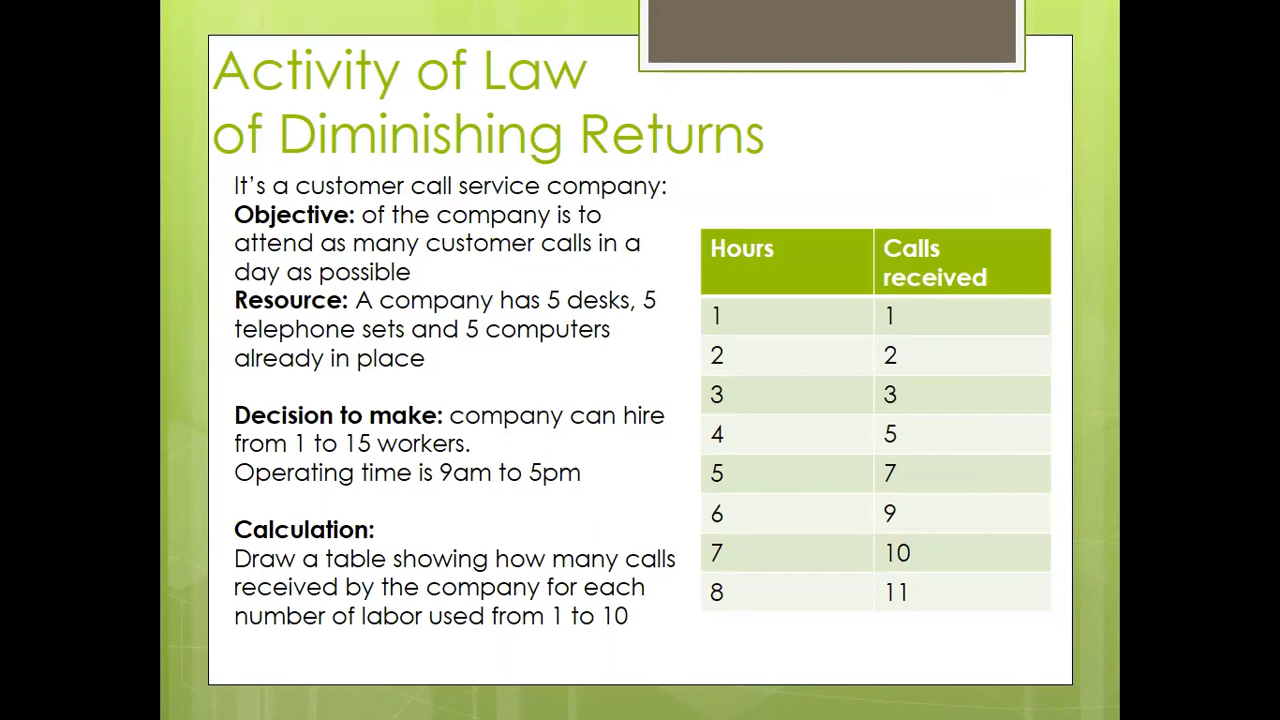 Activity of Law
of Diminishing Returns
It’s a customer call service company:
Objective: of the company is to
attend as many customer calls in a
day as possible
Resource: A company has 5 desks, 5
telephone sets and 5 computers
already in place
Decision to make: company can hire
from 1 to 15 workers.
Operating time is 9am to 5pm
Calculation:
Draw a table showing how many calls
received by the company for each
number of labor used from 1 to 10
Hours Calls
received
1 1
2 2
3 3
4 5
5 7
6 9
7 10
8 11